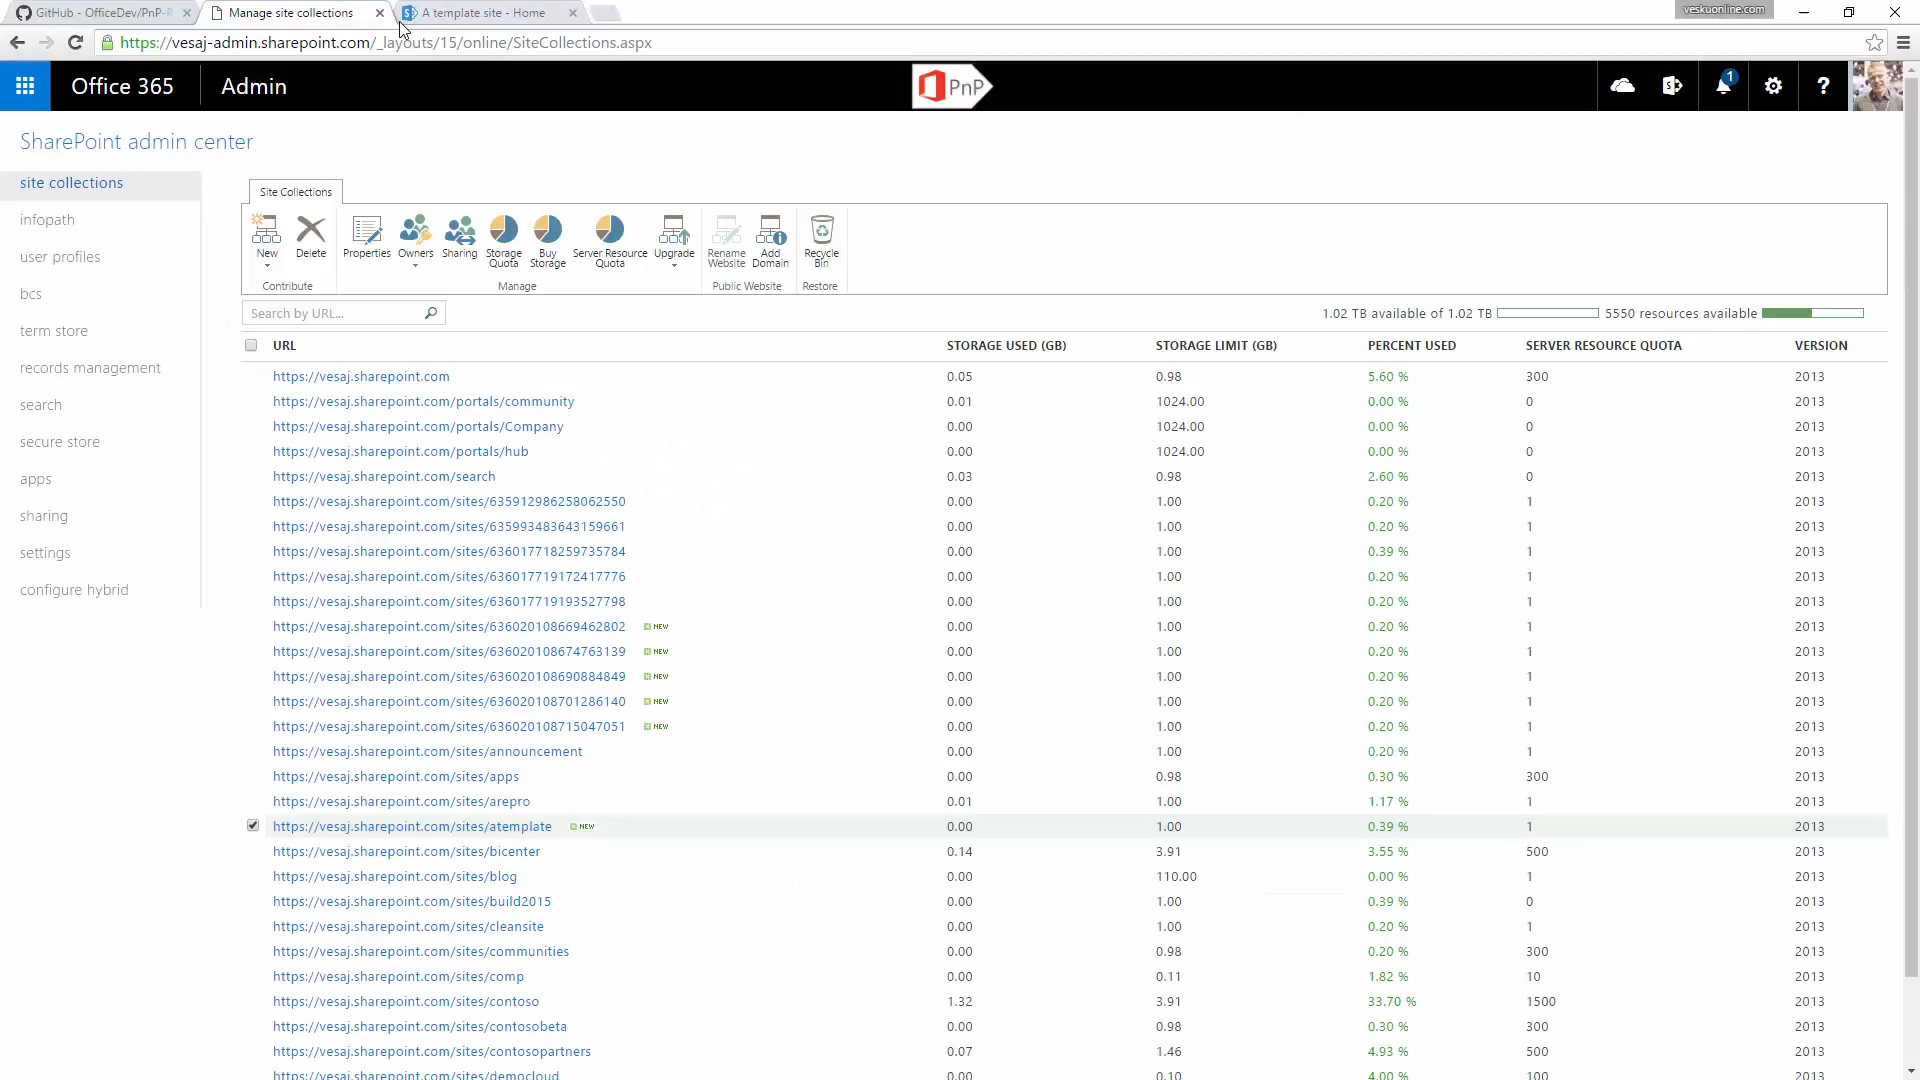 GitHub - OfficeDev/PnP-P
Manage site collections
A template site - Home
veskuonline.com
https://vesaj-admin.sharepoint.com/_layouts/15/online/SiteCollections.aspx
Office 365
Admin
PnP
1
?
SharePoint admin center
site collections
infopath
user profiles
bcs
term store
records management
search
secure store
apps
sharing
settings
configure hybrid
Site Collections
New
Delete
Properties
Owners
Sharing
Storage Quota
Buy Storage
Server Resource Quota
Upgrade
Rename Website
Add Domain
Recycle Bin
Contribute
Manage
Public Website
Restore
Search by URL...
1.02 TB available of 1.02 TB
5550 resources available
URL STORAGE USED (GB) STORAGE LIMIT (GB) PERCENT USED SERVER RESOURCE QUOTA VERSION
https://vesaj.sharepoint.com 0.05 0.98 5.60 % 300 2013
https://vesaj.sharepoint.com/portals/community 0.01 1024.00 0.00 % 0 2013
https://vesaj.sharepoint.com/portals/Company 0.00 1024.00 0.00 % 0 2013
https://vesaj.sharepoint.com/portals/hub 0.00 1024.00 0.00 % 0 2013
https://vesaj.sharepoint.com/search 0.03 0.98 2.60 % 0 2013
https://vesaj.sharepoint.com/sites/635912986258062550 0.00 1.00 0.20 % 1 2013
https://vesaj.sharepoint.com/sites/635993483643159661 0.00 1.00 0.20 % 1 2013
https://vesaj.sharepoint.com/sites/636017718259735784 0.00 1.00 0.39 % 1 2013
https://vesaj.sharepoint.com/sites/636017719172417776 0.00 1.00 0.20 % 1 2013
https://vesaj.sharepoint.com/sites/636017719193527798 0.00 1.00 0.20 % 1 2013
https://vesaj.sharepoint.com/sites/636020108669462802 NEW 0.00 1.00 0.20 % 1 2013
https://vesaj.sharepoint.com/sites/636020108674763139 NEW 0.00 1.00 0.20 % 1 2013
https://vesaj.sharepoint.com/sites/636020108690884849 NEW 0.00 1.00 0.20 % 1 2013
https://vesaj.sharepoint.com/sites/636020108701286140 NEW 0.00 1.00 0.20 % 1 2013
https://vesaj.sharepoint.com/sites/636020108715047051 NEW 0.00 1.00 0.20 % 1 2013
https://vesaj.sharepoint.com/sites/announcement 0.00 1.00 0.20 % 1 2013
https://vesaj.sharepoint.com/sites/apps 0.00 0.98 0.30 % 300 2013
https://vesaj.sharepoint.com/sites/arepro 0.01 1.00 1.17 % 1 2013
https://vesaj.sharepoint.com/sites/atemplate NEW 0.00 1.00 0.39 % 1 2013
https://vesaj.sharepoint.com/sites/bicenter 0.14 3.91 3.55 % 500 2013
https://vesaj.sharepoint.com/sites/blog 0.00 110.00 0.00 % 1 2013
https://vesaj.sharepoint.com/sites/build2015 0.00 1.00 0.39 % 0 2013
https://vesaj.sharepoint.com/sites/cleansite 0.00 1.00 0.20 % 1 2013
https://vesaj.sharepoint.com/sites/communities 0.00 0.98 0.20 % 300 2013
https://vesaj.sharepoint.com/sites/comp 0.00 0.11 1.82 % 10 2013
https://vesaj.sharepoint.com/sites/contoso 1.32 3.91 33.70 % 1500 2013
https://vesaj.sharepoint.com/sites/contosobeta 0.00 0.98 0.30 % 300 2013
https://vesaj.sharepoint.com/sites/contosopartners 0.07 1.46 4.93 % 500 2013
https://vesaj.sharepoint.com/sites/democloud 0.00 0.10 4.00 % 100 2013